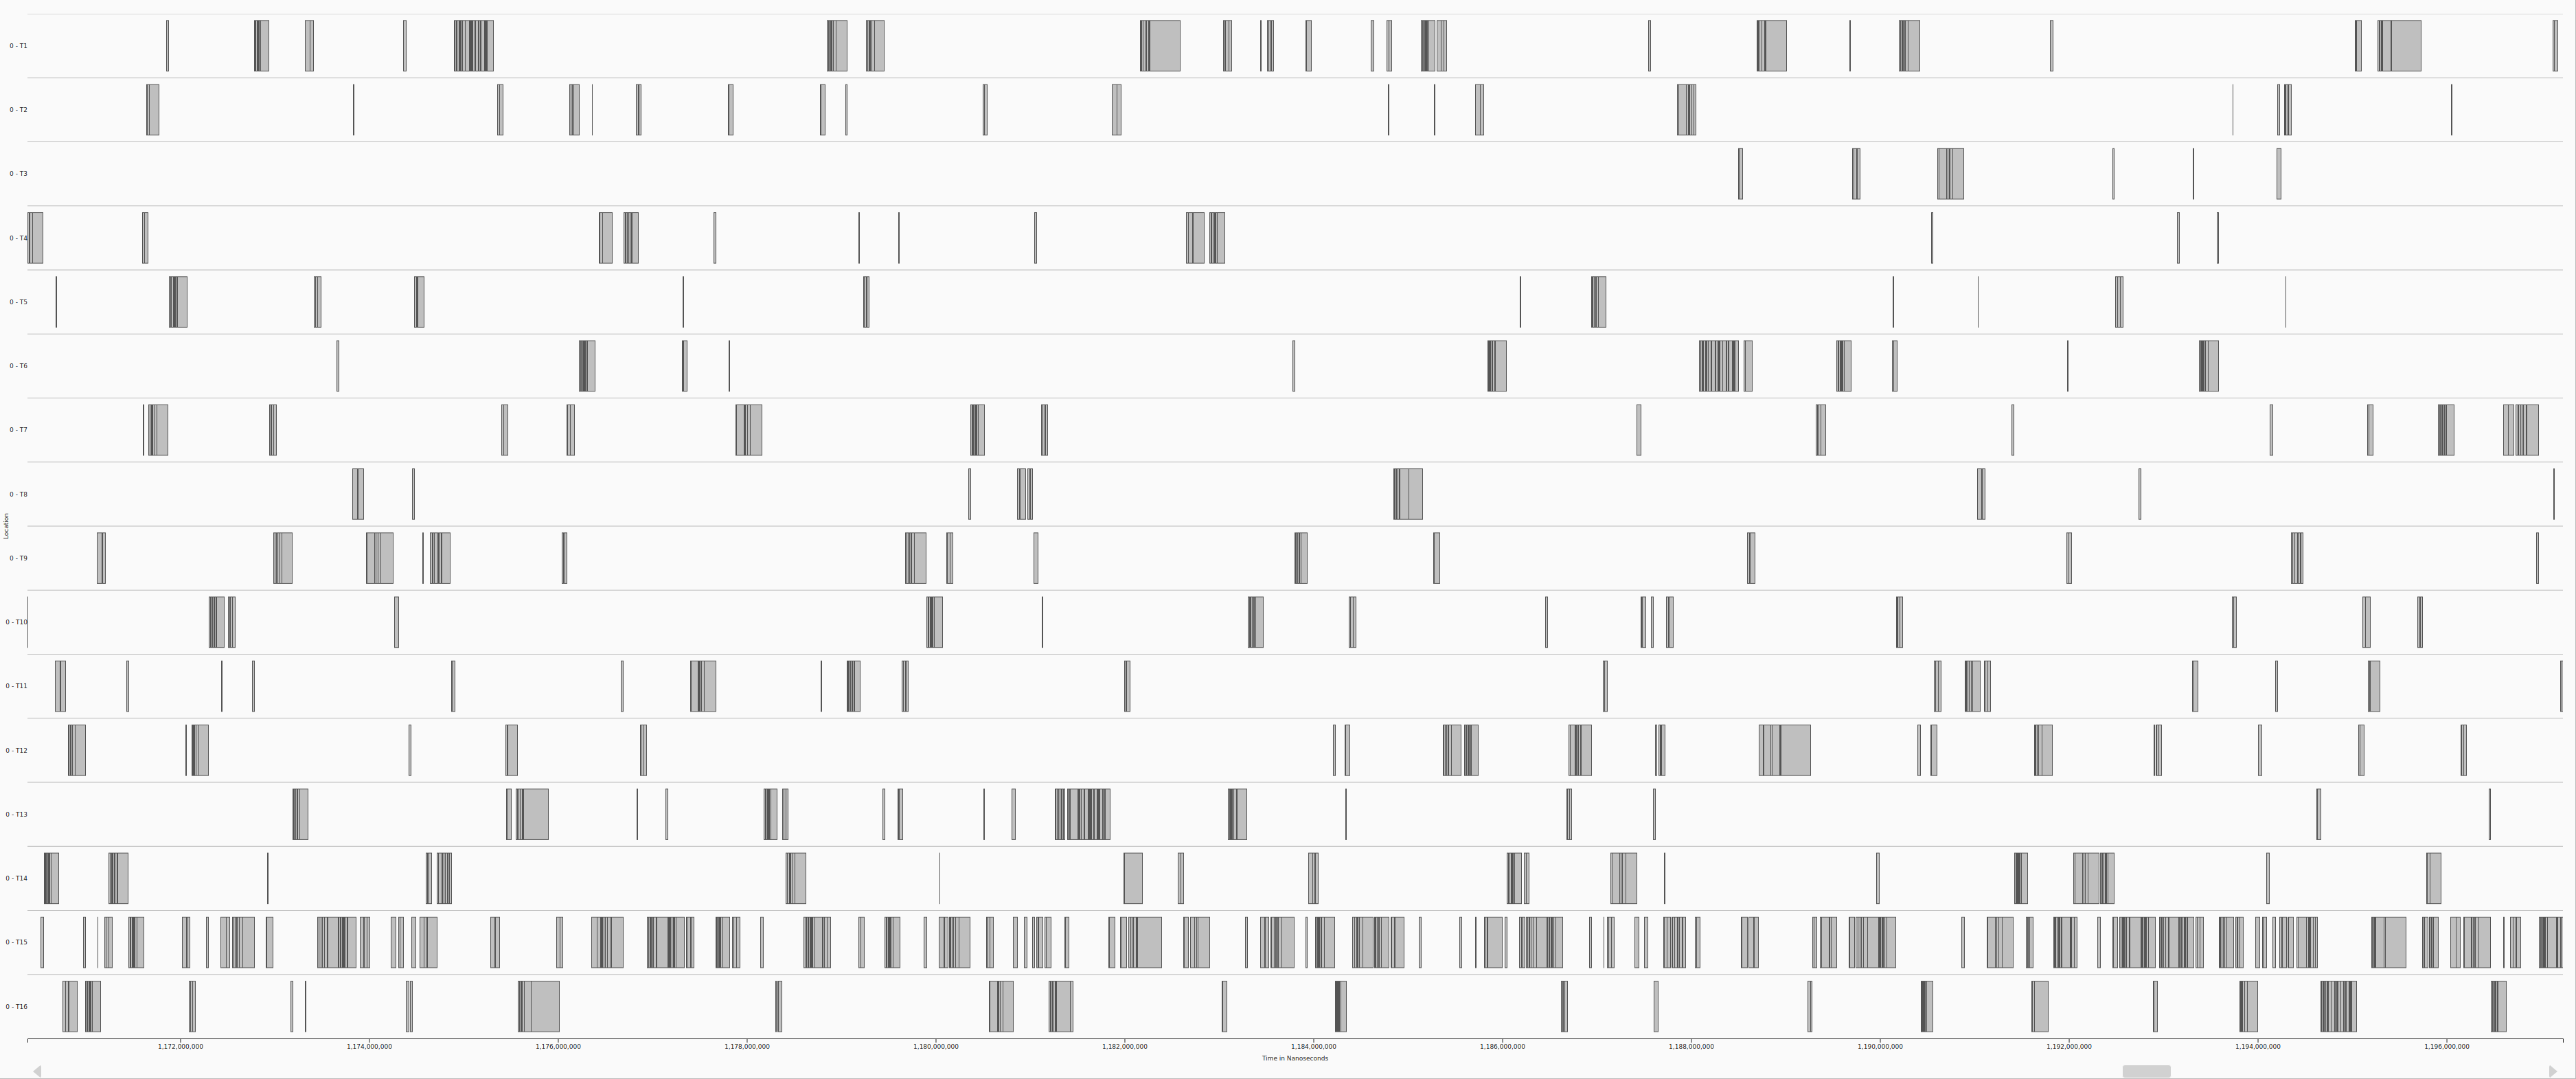 0 - T1
0 - T2
0 - T3
0 - T4
0 - T5
0 - T6
0 - T7
0 - T8
Location
0 - T9
0 - T10
0 - T11
0 - T12
0 - T13
0 - T14
0 - T15
0 - T16
1,172,000,000 1,174,000,000 1,176,000,000 1,178,000,000 1,180,000,000 1,182,000,000 1,184,000,000 1,186,000,000 1,188,000,000 1,190,000,000 1,192,000,000 1,194,000,000 1,196,000,000
Time in Nanoseconds